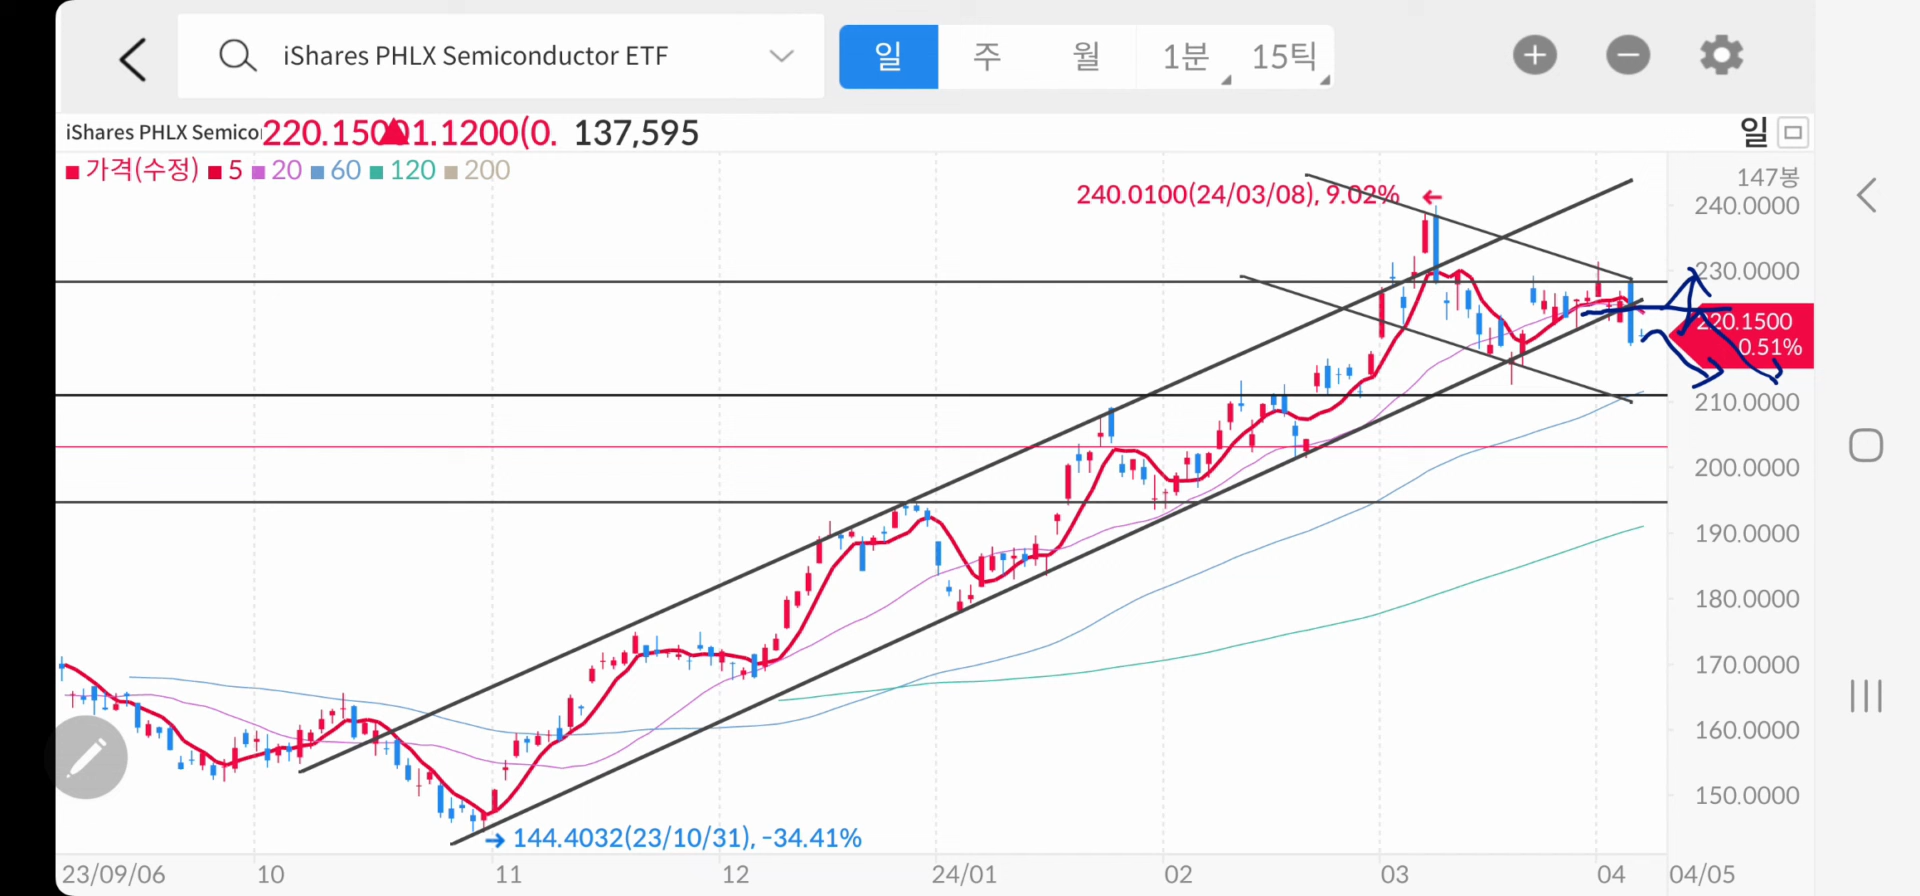 iShares PHLX Semiconductor ETF
일 주 월 1분 15틱
iShares PHLX Semico 220.1500 ▲ 1.1200(0. 137,595 일
■ 가격(수정) ■ 5 ■ 20 ■ 60 ■ 120 ■ 200
147봉
240.0100(24/03/08), 9.02% ←
240.0000
230.0000
220.1500
0.51%
210.0000
200.0000
190.0000
180.0000
170.0000
160.0000
150.0000
→ 144.4032(23/10/31), -34.41%
23/09/06 10 11 12 24/01 02 03 04 04/05